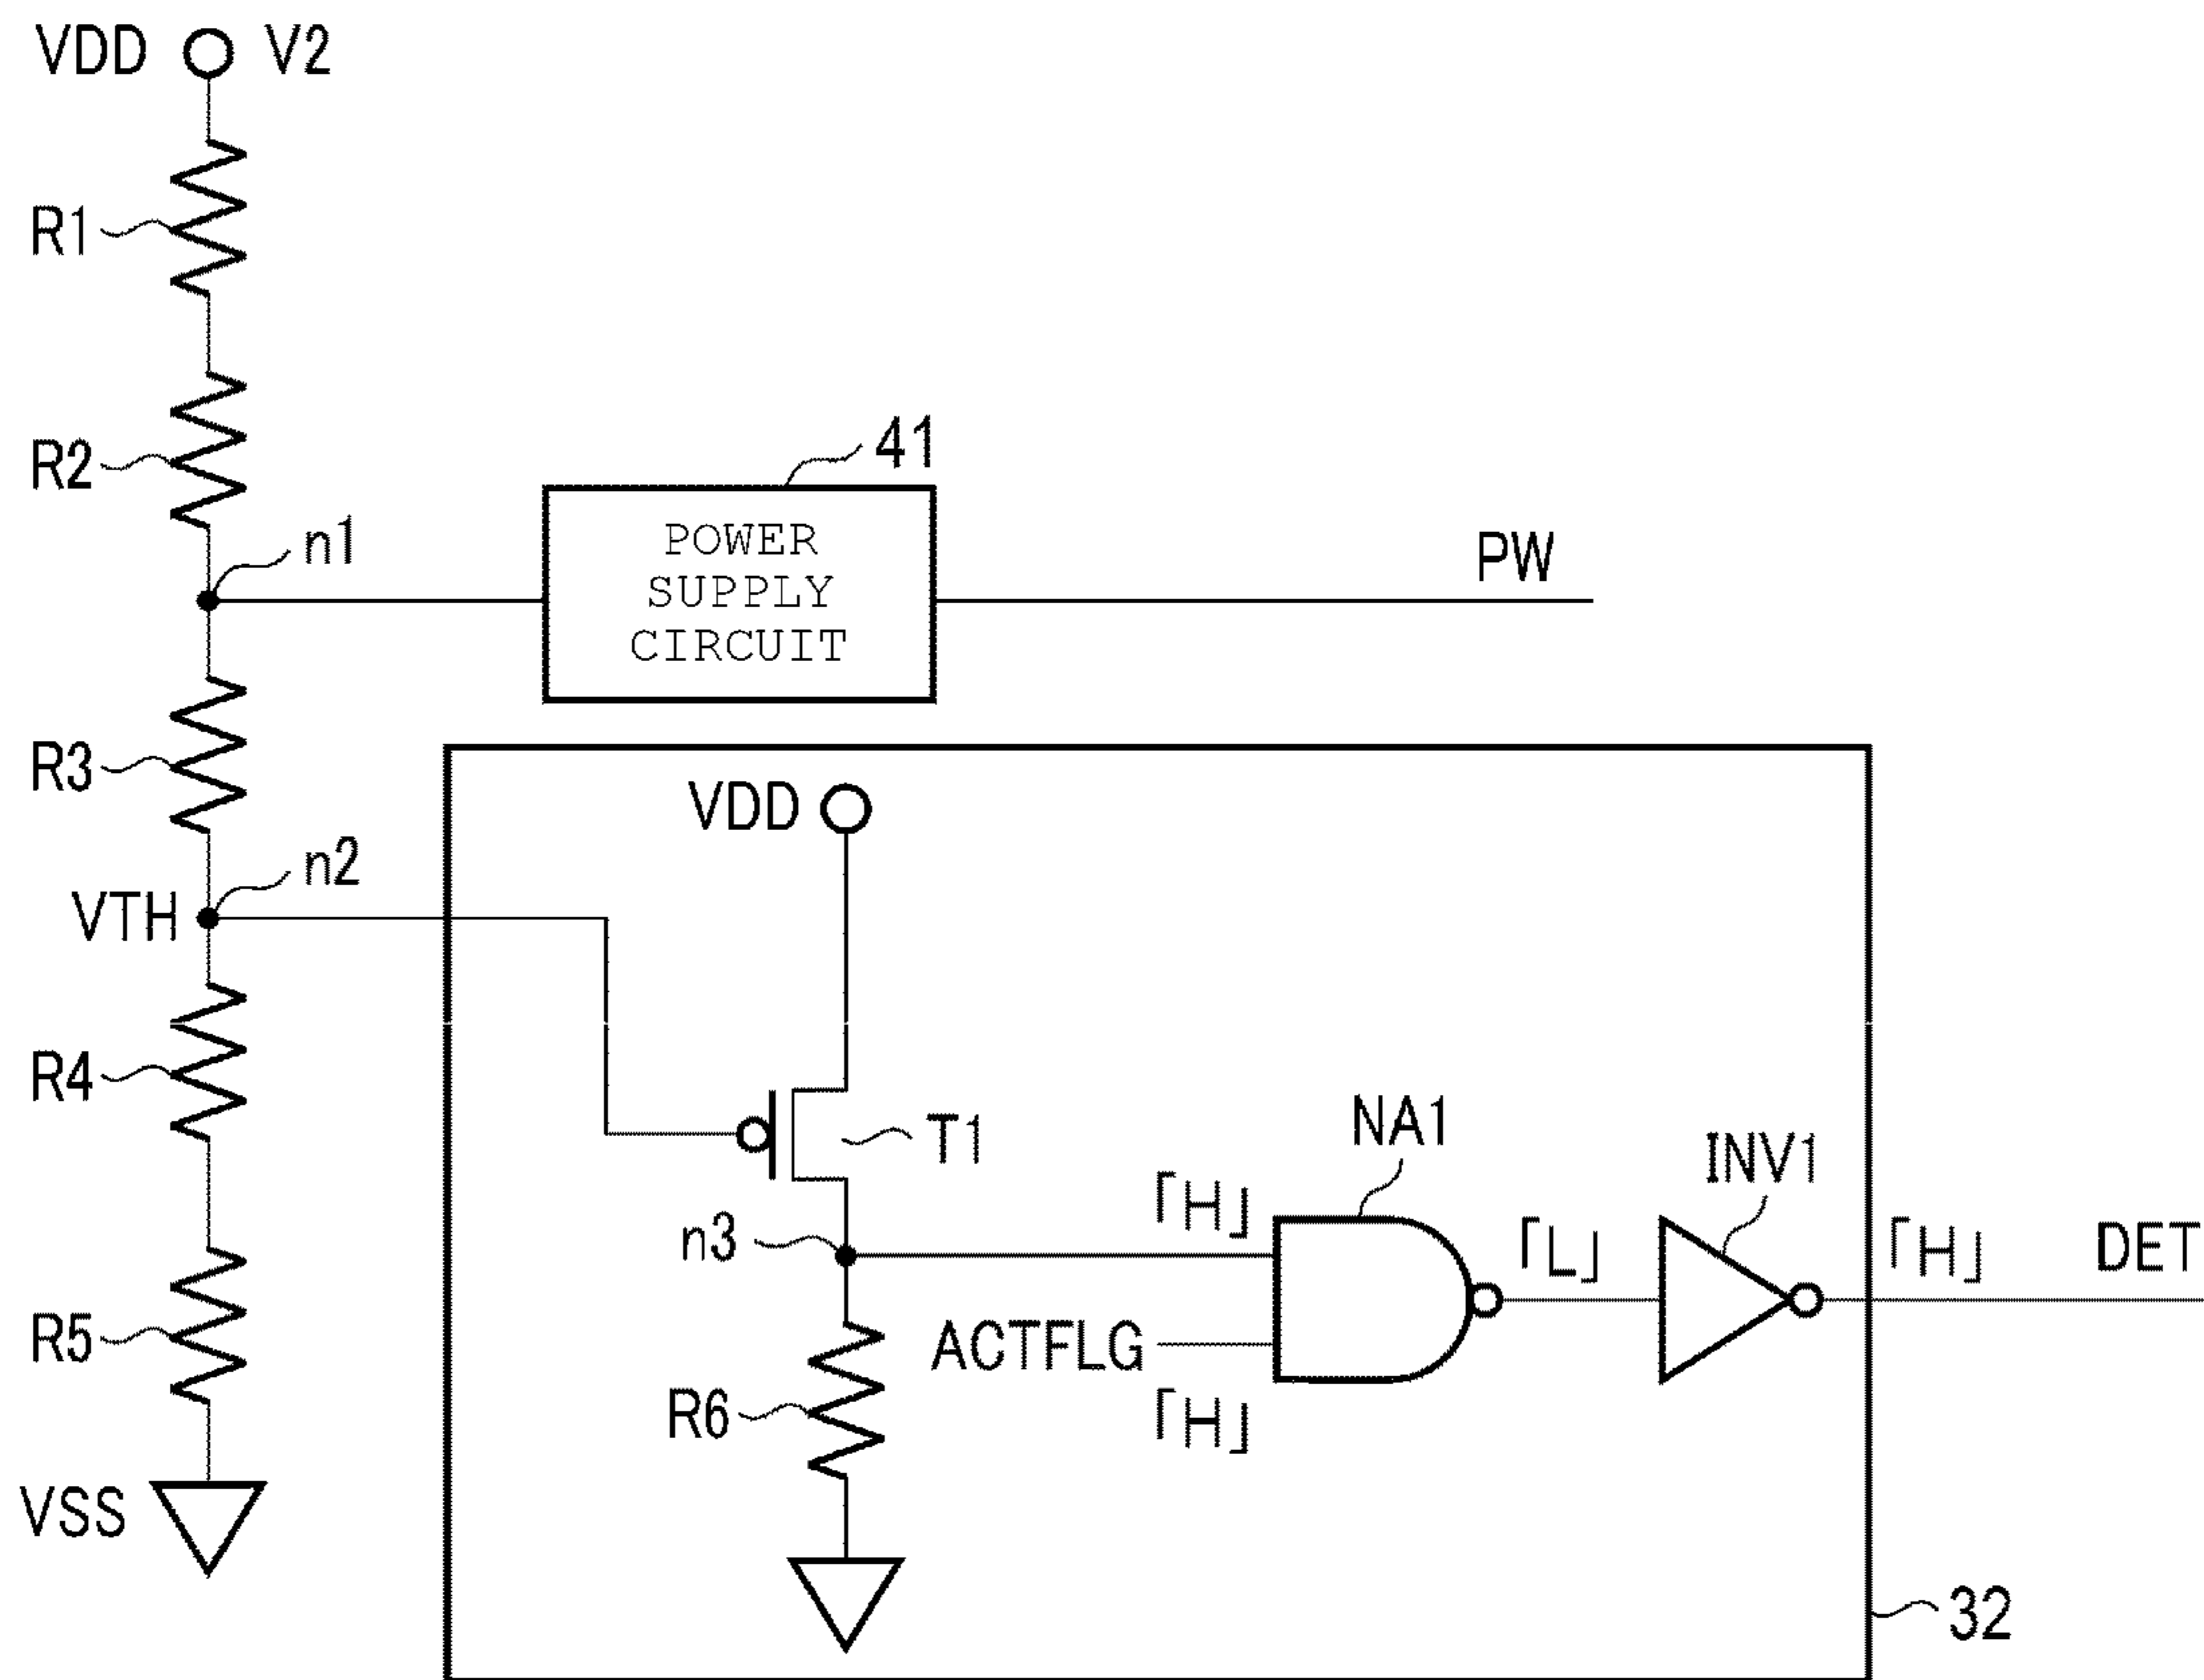 VDD V2
R1
R2
41
n1
POWER
SUPPLY
CIRCUIT
PW
R3
VDD
n2
VTH
R4
T1
NA1
INV1
n3
「H」
「L」
「H」
DET
R5
ACTFLG
R6
「H」
VSS
32